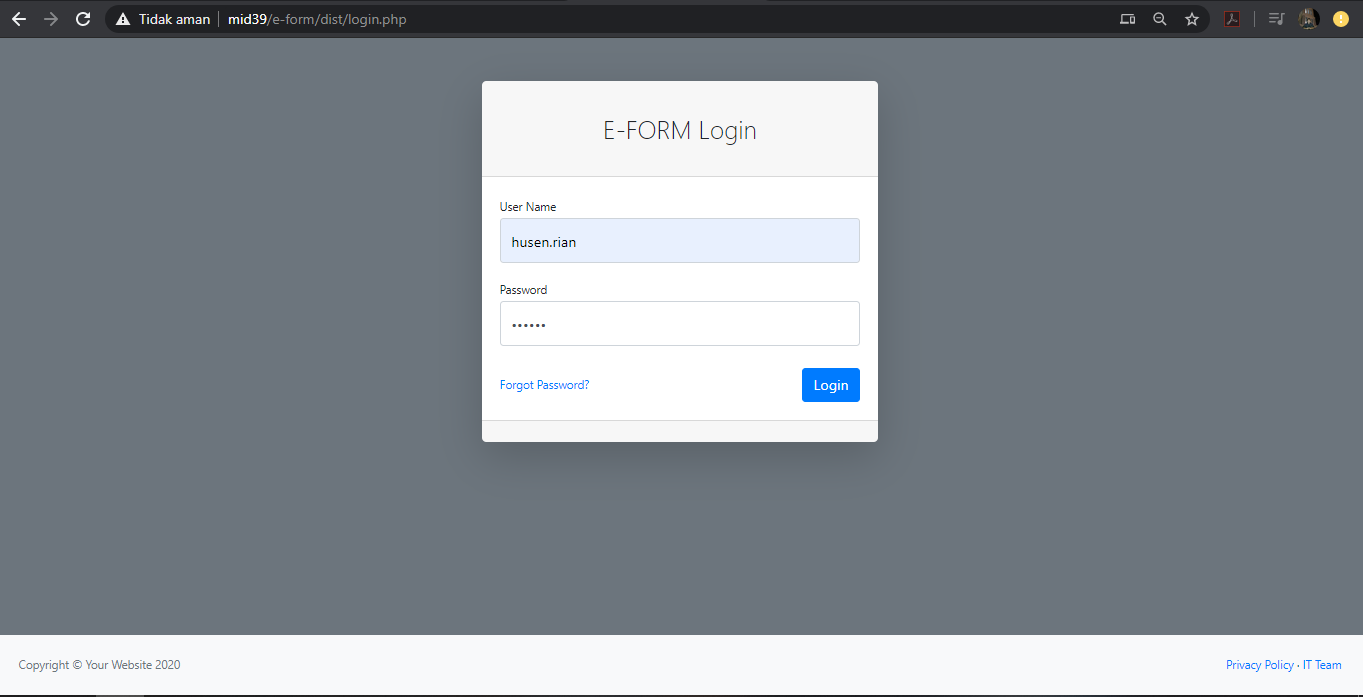 Tidak aman mid39/e-form/dist/login.php
E-FORM Login
User Name
husen.rian
Password
••••••
Forgot Password? Login
Copyright © Your Website 2020 Privacy Policy · IT Team